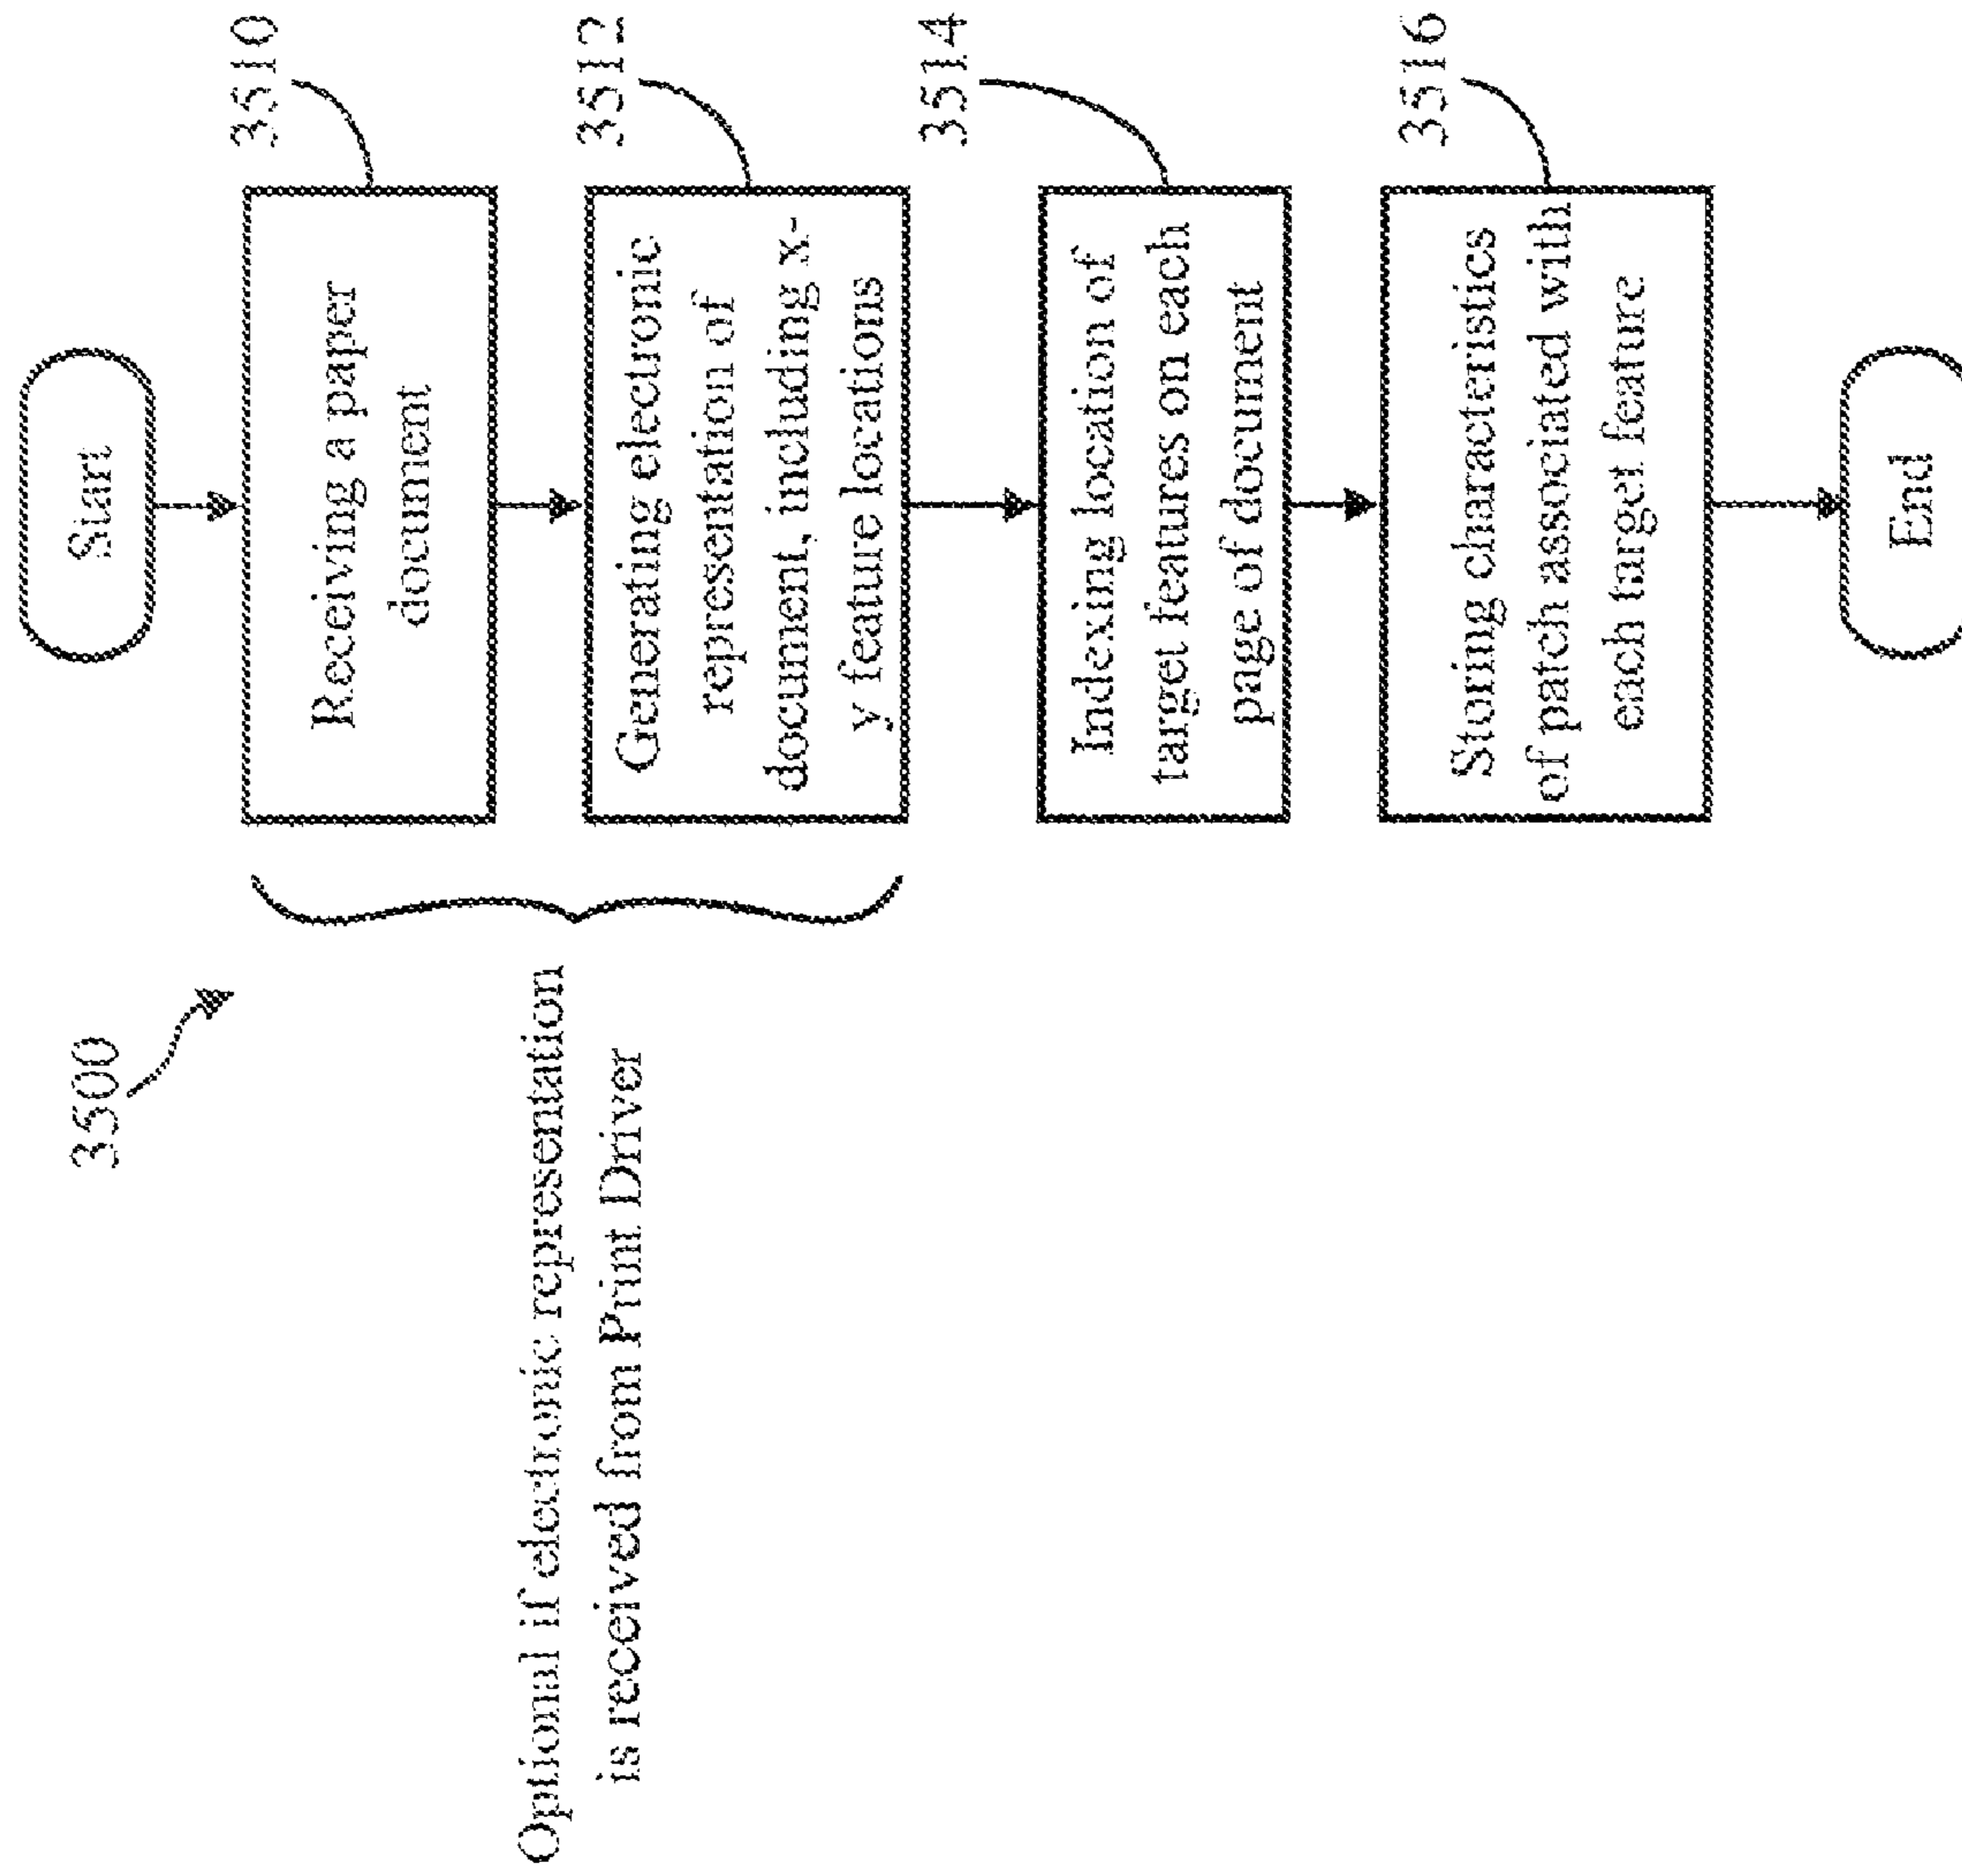 3500
Start
Receiving a paper
document
3510
Generating electronic
representation of
document, including x-
y feature locations
3512
Optional if electronic representation
is received from Print Driver
Indexing location of
target features on each
page of document
3514
Storing characteristics
of patch associated with
each target feature
3516
End